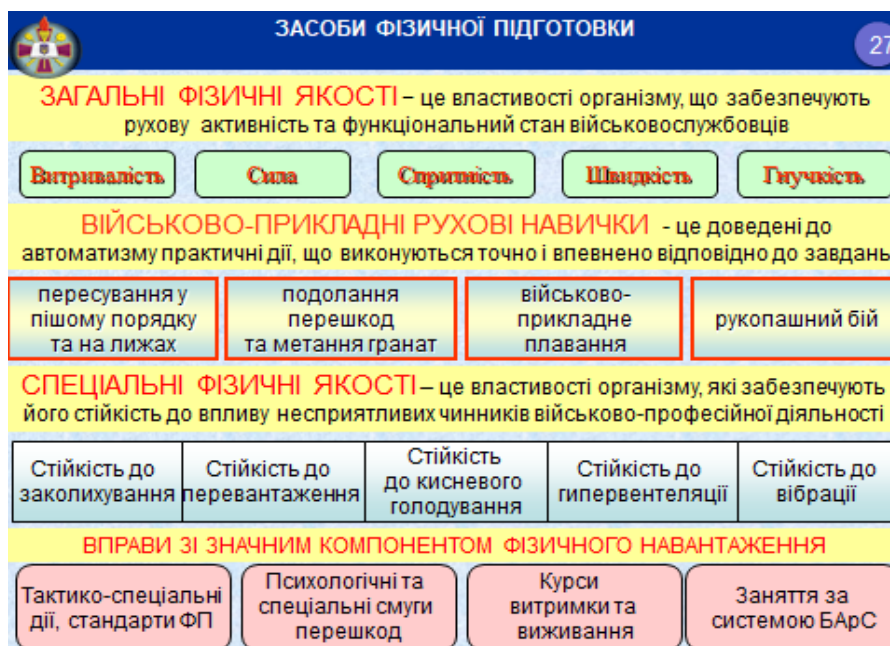 ЗАСОБИ ФІЗИЧНОЇ ПІДГОТОВКИ
27
ЗАГАЛЬНІ ФІЗИЧНІ ЯКОСТІ – це властивості організму, що забезпечують
рухову активність та функціональний стан військовослужбовців
Витривалість
Сила
Спритність
Швидкість
Гнучкість
ВІЙСЬКОВО-ПРИКЛАДНІ РУХОВІ НАВИЧКИ - це доведені до
автоматизму практичні дії, що виконуються точно і впевнено відповідно до завдань
пересування у
пішому порядку
та на лижах
подолання
перешкод
та метання гранат
військово-
прикладне
плавання
рукопашний бій
СПЕЦІАЛЬНІ ФІЗИЧНІ ЯКОСТІ – це властивості організму, які забезпечують
його стійкість до впливу несприятливих чинників військово-професійної діяльності
Стійкість до
заколихування
Стійкість до
перевантаження
Стійкість
до кисневого
голодування
Стійкість до
гипервентеляції
Стійкість до
вібрації
ВПРАВИ ЗІ ЗНАЧНИМ КОМПОНЕНТОМ ФІЗИЧНОГО НАВАНТАЖЕННЯ
Тактико-спеціальні
дії, стандарти ФП
Психологічні та
спеціальні смуги
перешкод
Курси
витримки та
виживання
Заняття за
системою БАрС